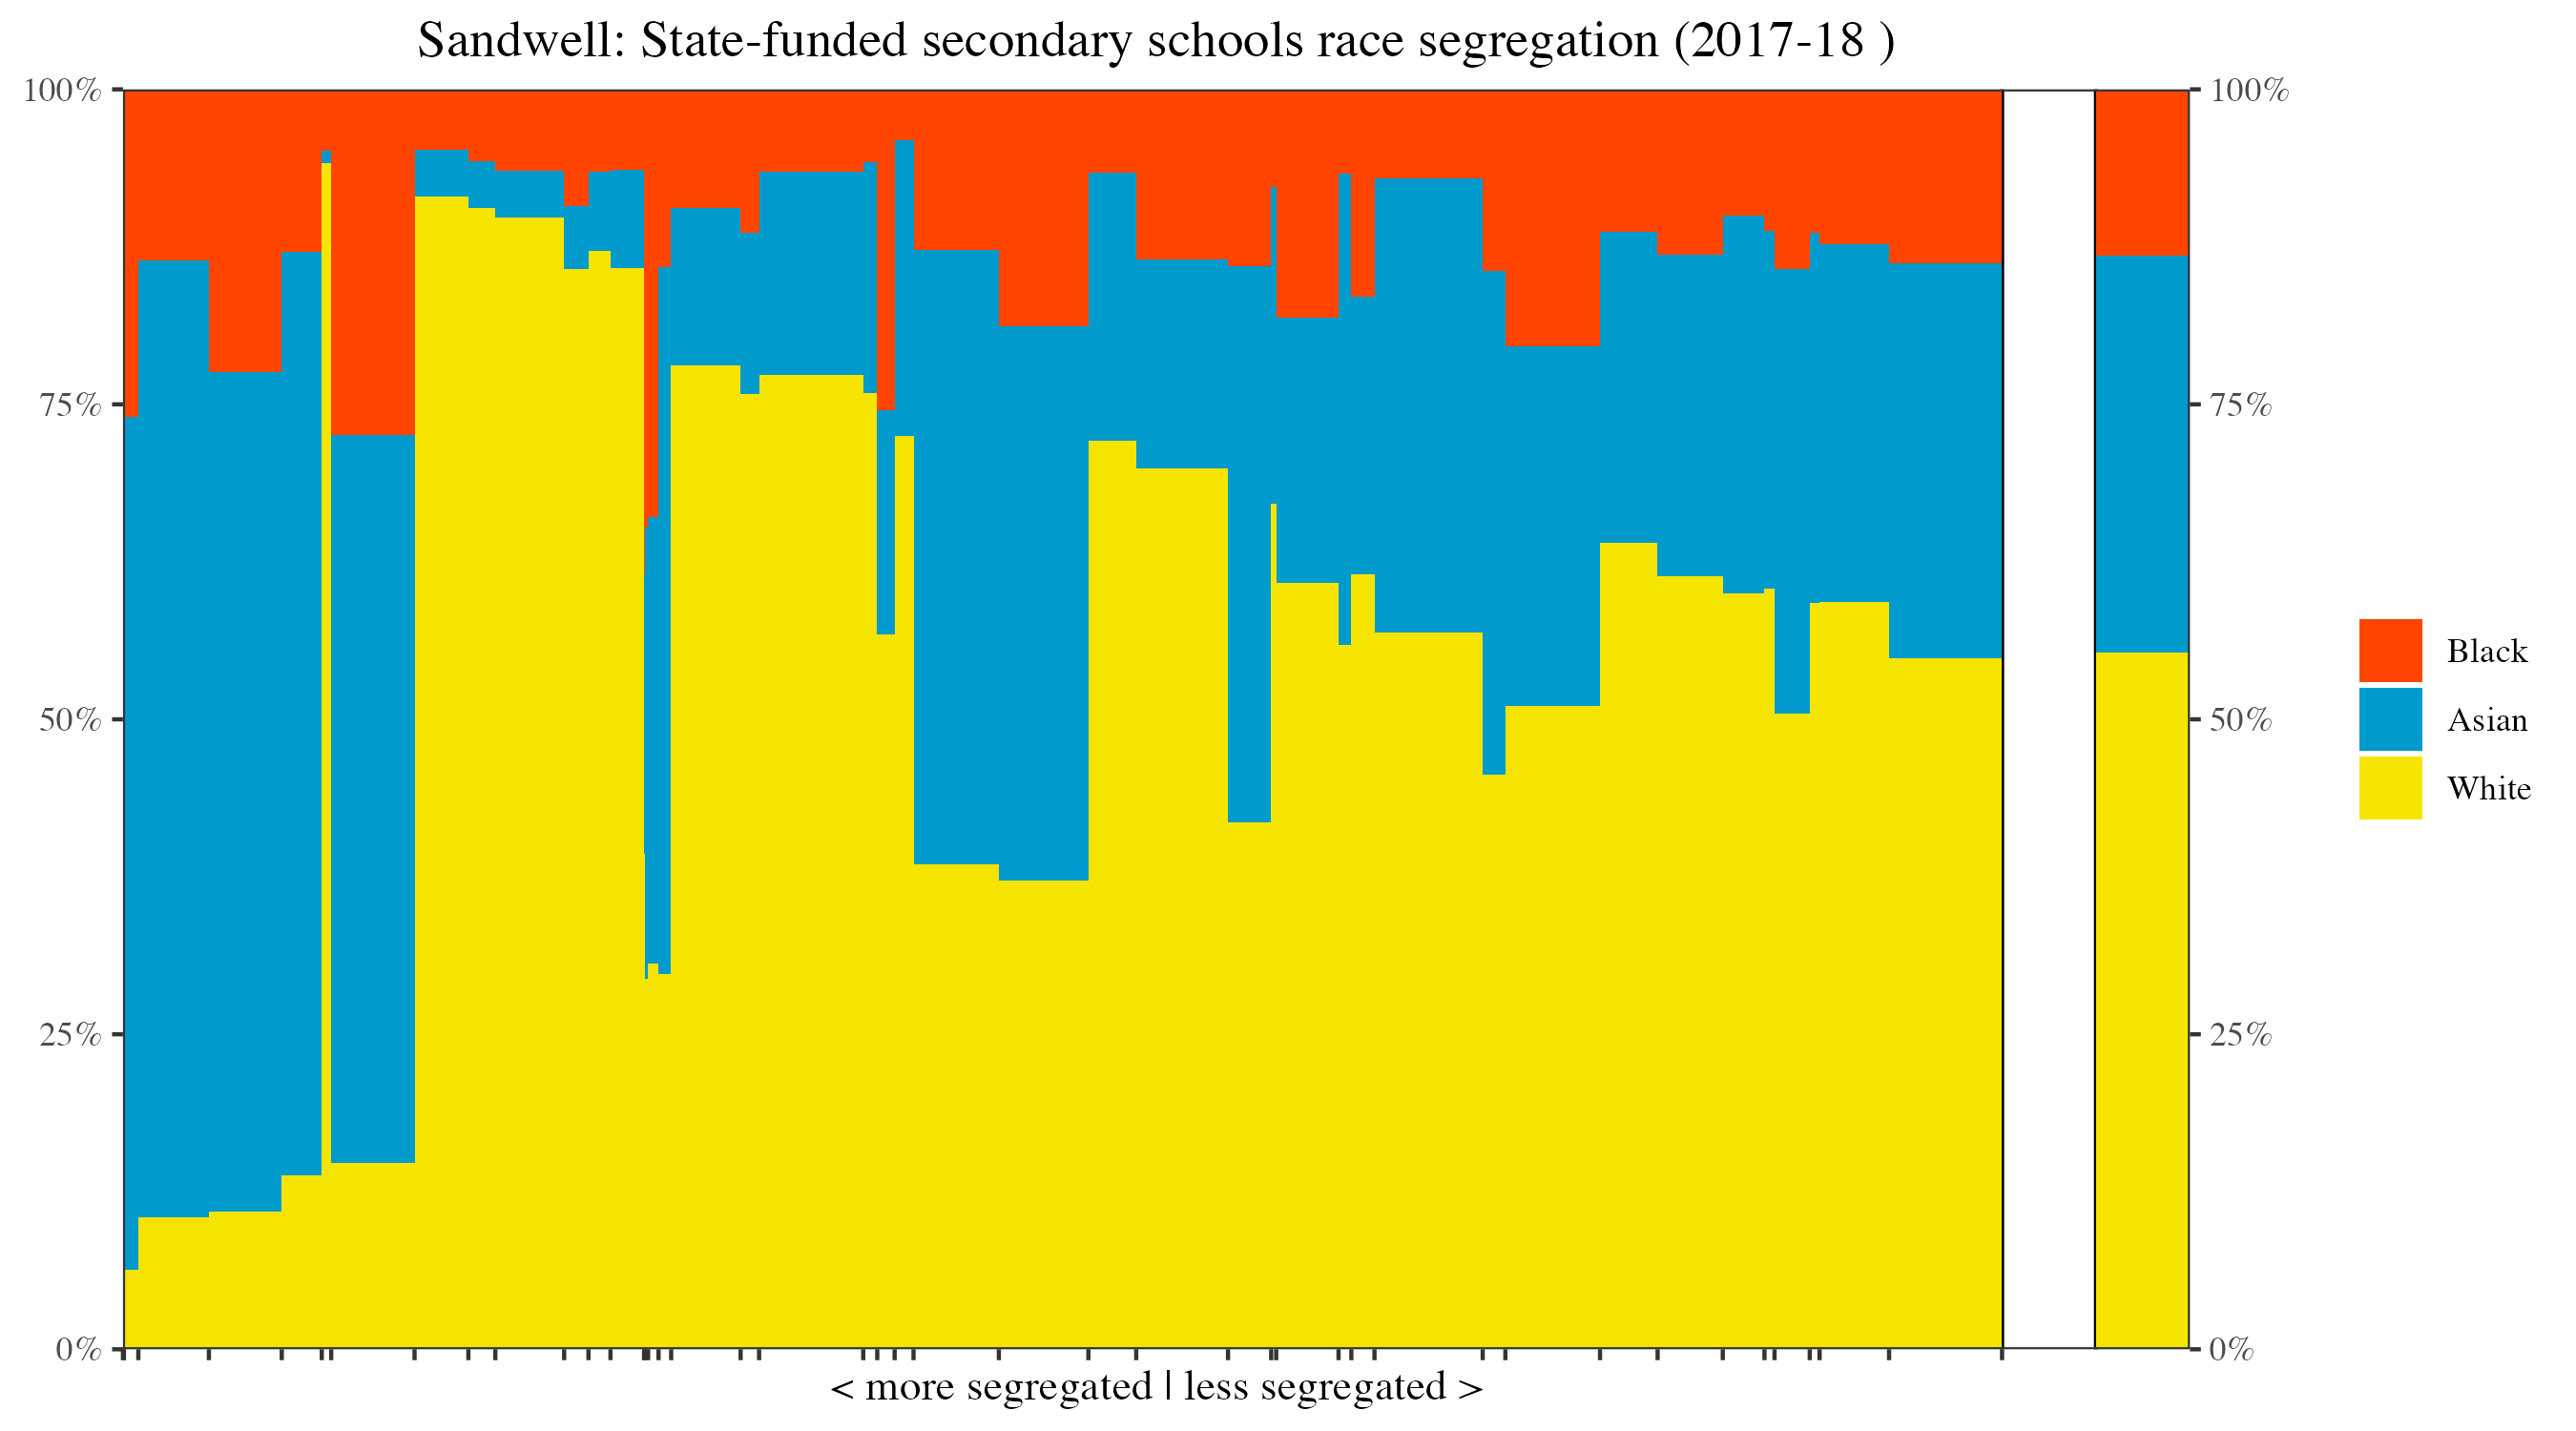 Sandwell: State-funded secondary schools race segregation (2017-18 )
100%
75%
50%
25%
0%
100%
75%
50%
25%
0%
< more segregated | less segregated >
Black
Asian
White